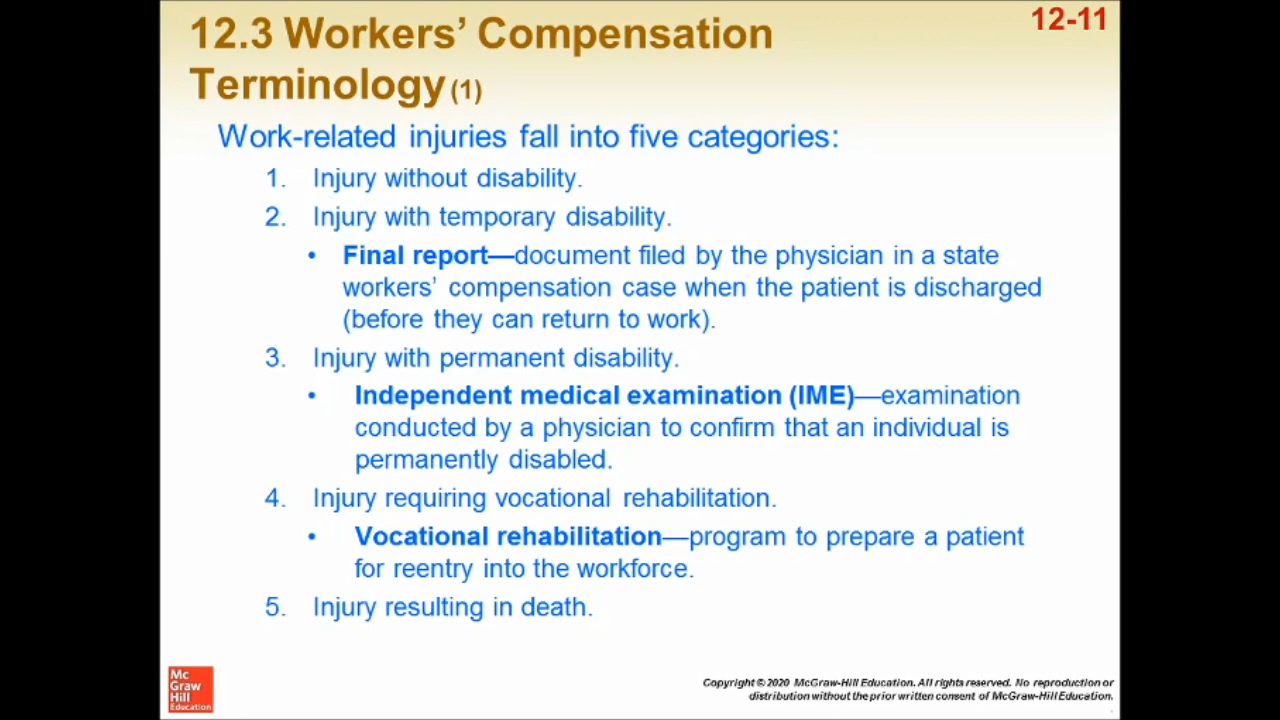 12-11
12.3 Workers’ Compensation
Terminology (1)
Work-related injuries fall into five categories:
1. Injury without disability.
2. Injury with temporary disability.
• Final report—document filed by the physician in a state
workers’ compensation case when the patient is discharged
(before they can return to work).
3. Injury with permanent disability.
• Independent medical examination (IME)—examination
conducted by a physician to confirm that an individual is
permanently disabled.
4. Injury requiring vocational rehabilitation.
• Vocational rehabilitation—program to prepare a patient
for reentry into the workforce.
5. Injury resulting in death.
Mc
Graw
Hill
Education
Copyright © 2020 McGraw-Hill Education. All rights reserved. No reproduction or
distribution without the prior written consent of McGraw-Hill Education.